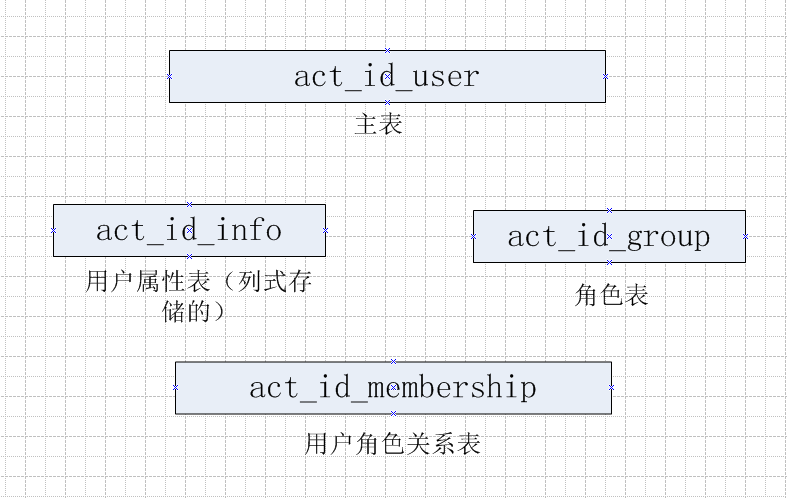 act_id_user
主表
act_id_info
用户属性表（列式存
储的）
act_id_group
角色表
act_id_membership
用户角色关系表